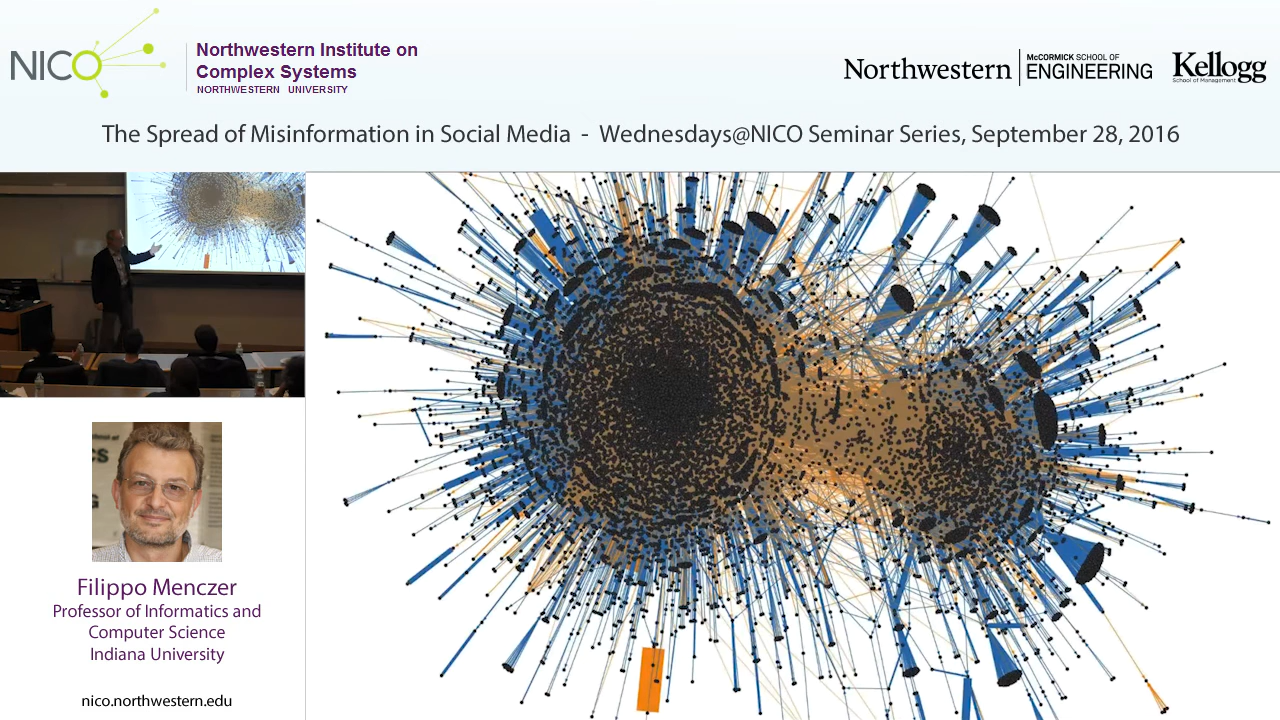 NICO
Northwestern Institute on
Complex Systems
NORTHWESTERN UNIVERSITY
Northwestern
McCORMICK SCHOOL OF
ENGINEERING
Kellogg
School of Management
The Spread of Misinformation in Social Media - Wednesdays@NICO Seminar Series, September 28, 2016
Filippo Menczer
Professor of Informatics and
Computer Science
Indiana University
nico.northwestern.edu